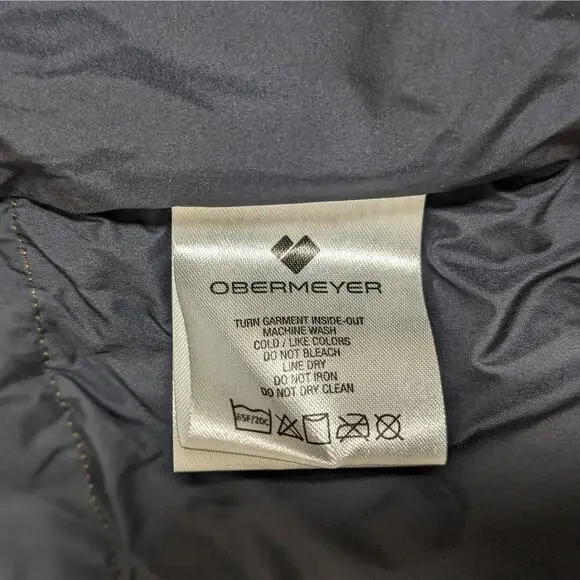 OBERMEYER
TURN GARMENT INSIDE-OUT
MACHINE WASH
COLD / LIKE COLORS
DO NOT BLEACH
LINE DRY
DO NOT IRON
DO NOT DRY CLEAN
65F/20C